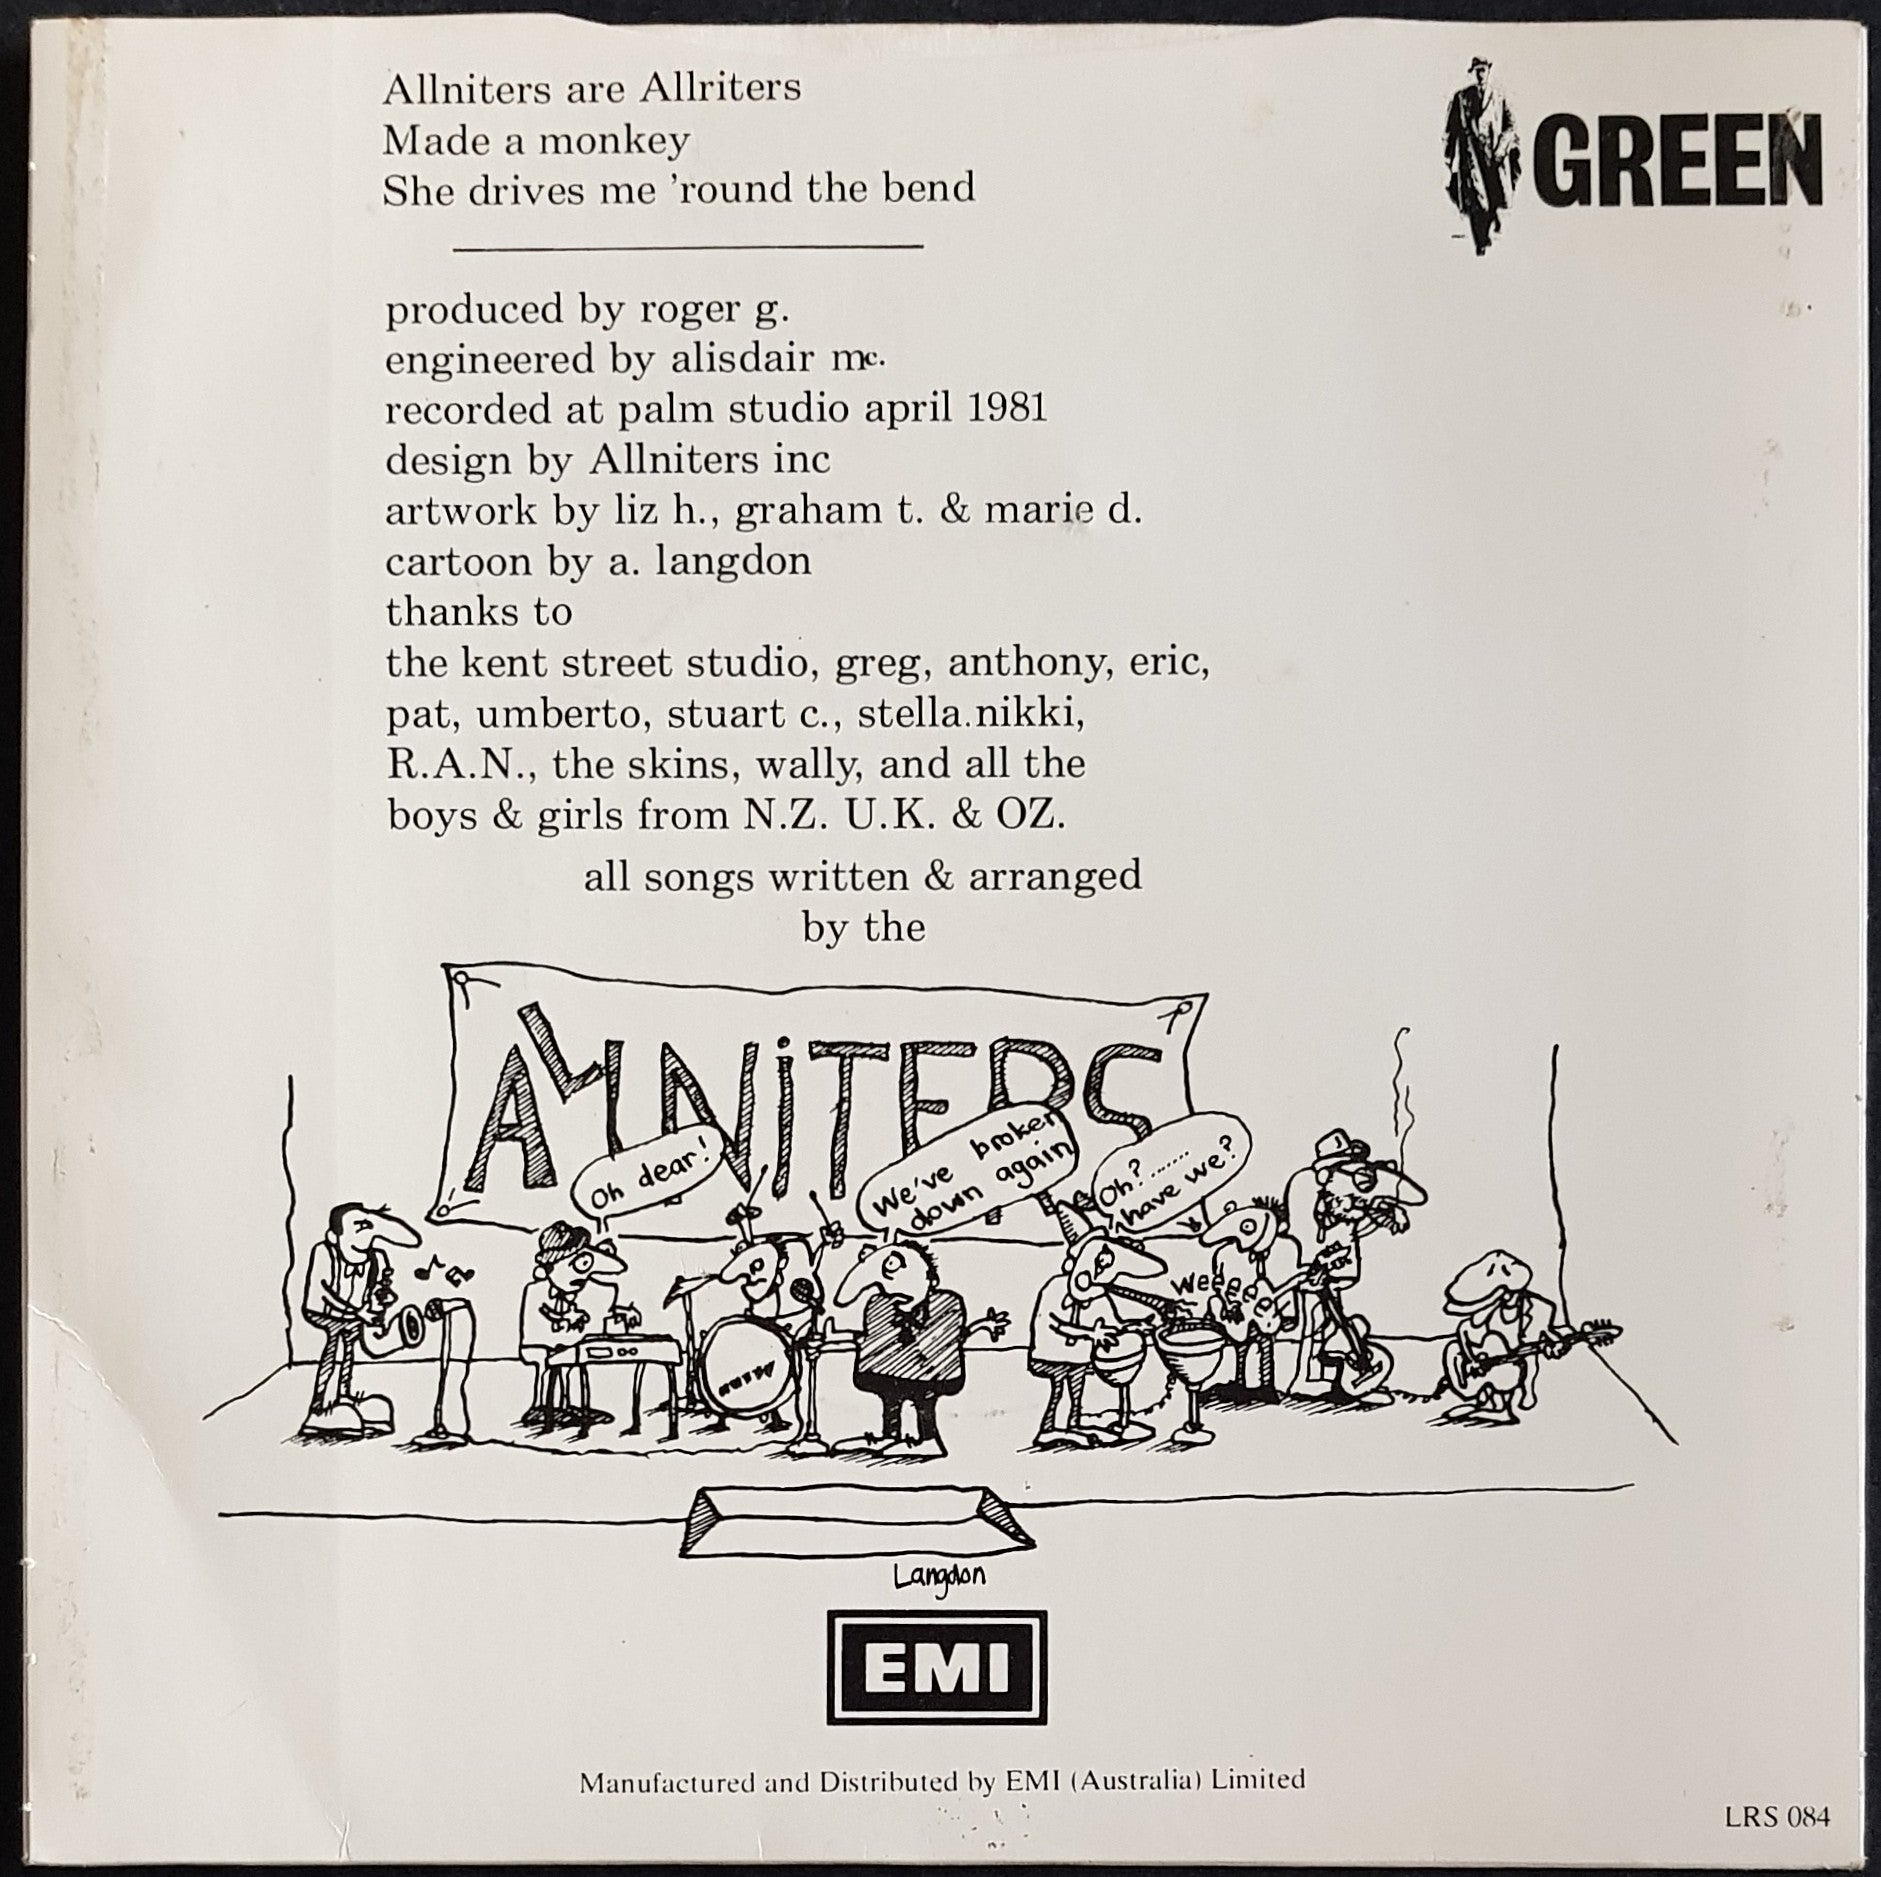 Allniters are Allriters
Made a monkey
She drives me 'round the bend
GREEN
produced by roger g.
engineered by alisdair mc.
recorded at palm studio april 1981
design by Allniters inc
artwork by liz h., graham t. & marie d.
cartoon by a. langdon
thanks to
the kent street studio, greg, anthony, eric,
pat, umberto, stuart c., stella.nikki,
R.A.N., the skins, wally, and all the
boys & girls from N.Z. U.K. & OZ.
all songs written & arranged
by the
ALLNiTERS
Oh dear!
We've broken
down again
Oh?.......
have we?
weeeee
Langdon
EMI
Manufactured and Distributed by EMI (Australia) Limited
LRS 084